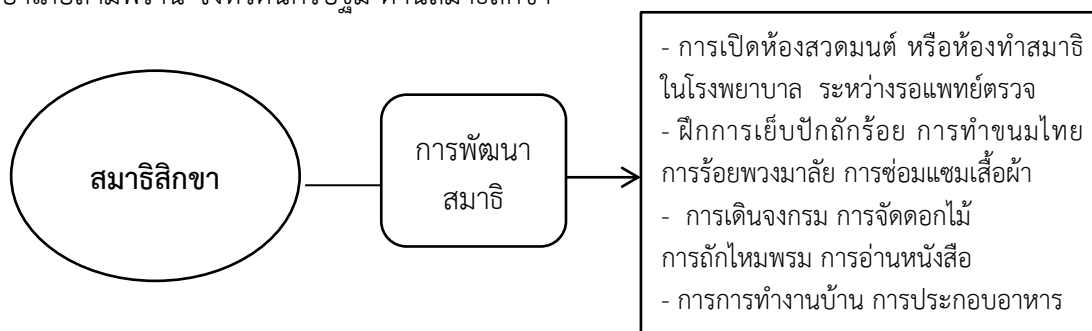 สมาธิสิกขา
การพัฒนา
สมาธิ
- การเปิดห้องสวดมนต์ หรือห้องทำสมาธิ
ในโรงพยาบาล ระหว่างรอแพทย์ตรวจ
- ฝึกการเย็บปักถักร้อย การทำขนมไทย
การร้อยพวงมาลัย การซ่อมแซมเสื้อผ้า
- การเดินจงกรม การจัดดอกไม้
การถักไหมพรม การอ่านหนังสือ
- การการทำงานบ้าน การประกอบอาหาร